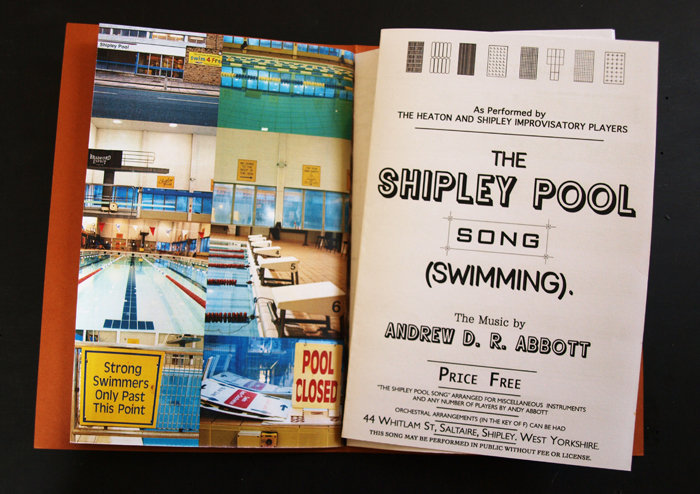 Shipley Pool
swim 4 Free
BRADFORD
5
6
Strong
Swimmers
Only Past
This Point
POOL
CLOSED
As Performed by
THE HEATON AND SHIPLEY IMPROVISATORY PLAYERS
THE
SHIPLEY POOL
SONG
(SWIMMING).
The Music by
ANDREW D. R. ABBOTT
PRICE FREE
"THE SHIPLEY POOL SONG" ARRANGED FOR MISCELLANEOUS INSTRUMENTS
AND ANY NUMBER OF PLAYERS BY ANDY ABBOTT
ORCHESTRAL ARRANGEMENTS (IN THE KEY OF F) CAN BE HAD
44 WHITLAM ST, SALTAIRE, SHIPLEY. WEST YORKSHIRE.
THIS SONG MAY BE PERFORMED IN PUBLIC WITHOUT FEE OR LICENSE.